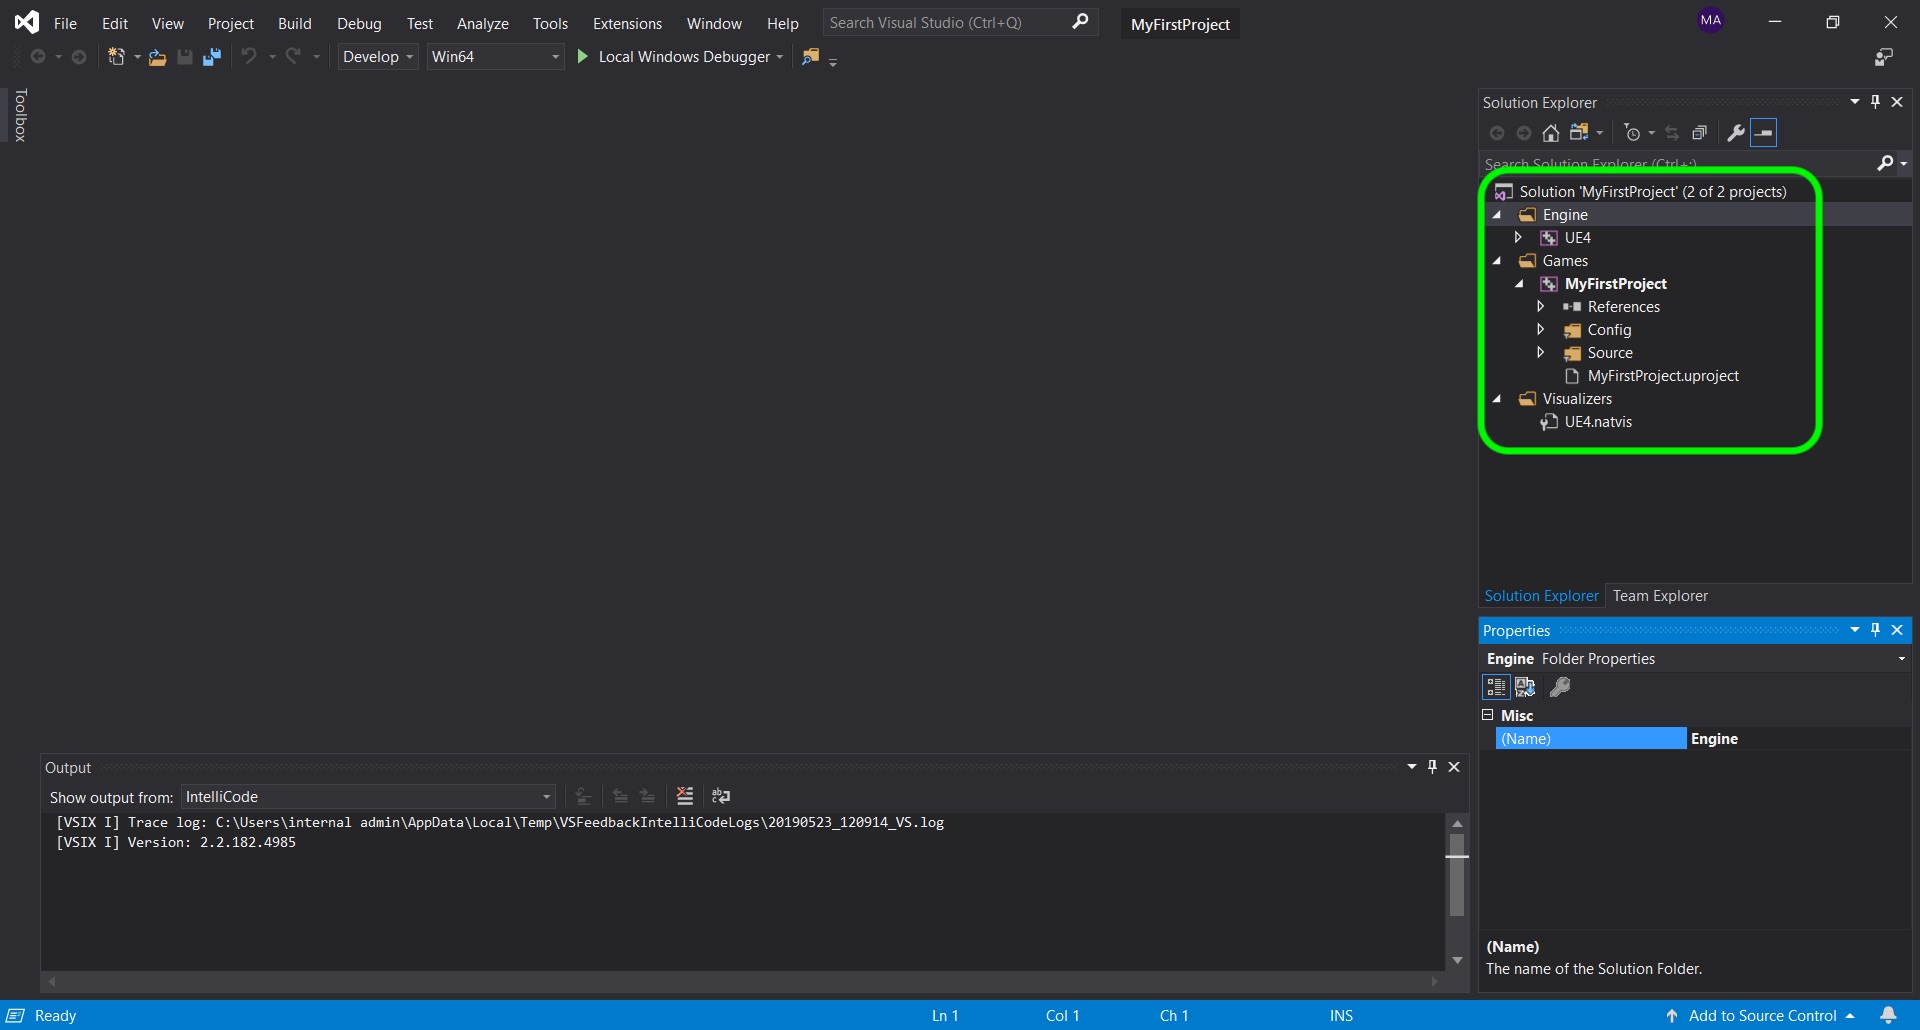 File Edit View Project Build Debug Test Analyze Tools Extensions Window Help Search Visual Studio (Ctrl+Q) MyFirstProject MA
Develop Win64 Local Windows Debugger
Toolbox
Solution Explorer
Search Solution Explorer (Ctrl+;)
Solution 'MyFirstProject' (2 of 2 projects)
Engine
UE4
Games
MyFirstProject
References
Config
Source
MyFirstProject.uproject
Visualizers
UE4.natvis
Solution Explorer Team Explorer
Properties
Engine Folder Properties
Misc
(Name) Engine
(Name)
The name of the Solution Folder.
Output
Show output from: IntelliCode
[VSIX I] Trace log: C:\Users\internal admin\AppData\Local\Temp\VSFeedbackIntelliCodeLogs\20190523_120914_VS.log
[VSIX I] Version: 2.2.182.4985
Ready Ln 1 Col 1 Ch 1 INS Add to Source Control